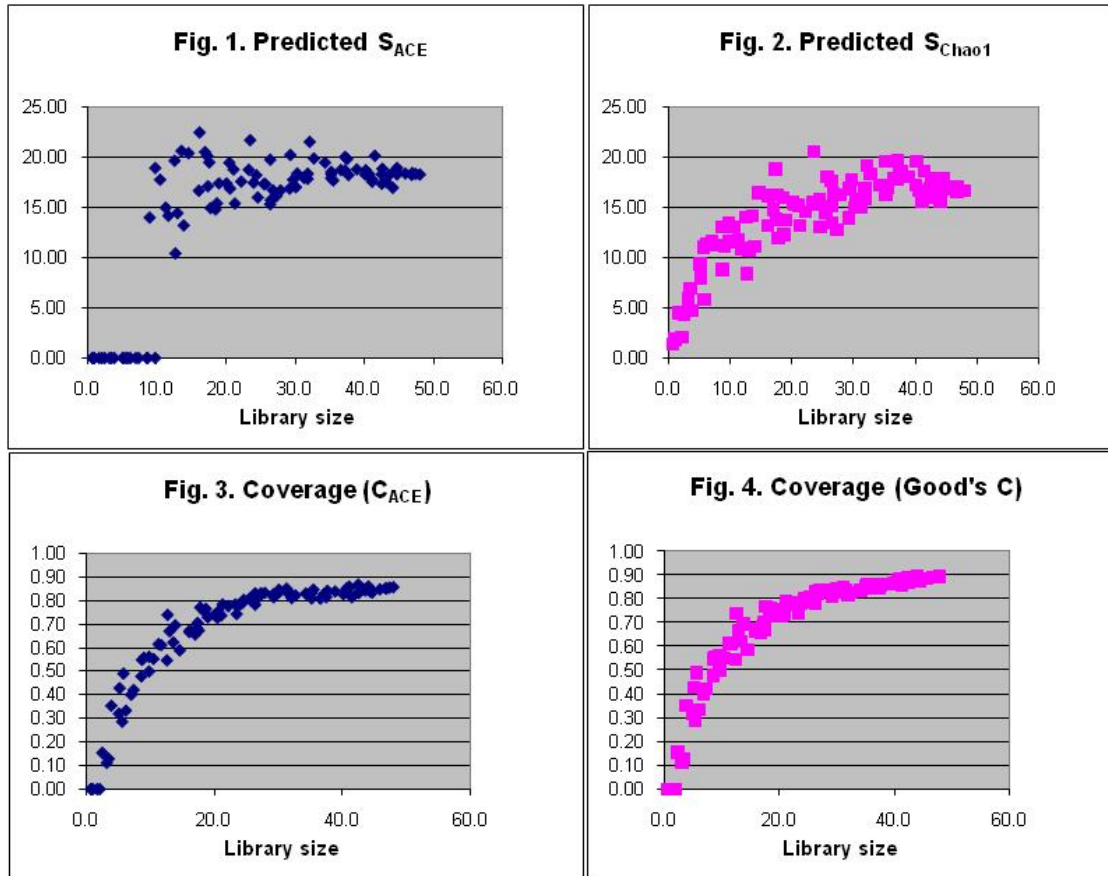 Fig. 1. Predicted SACE
25.00
20.00
15.00
10.00
5.00
0.00
0.0 10.0 20.0 30.0 40.0 50.0 60.0
Library size
Fig. 2. Predicted SChao1
25.00
20.00
15.00
10.00
5.00
0.00
0.0 10.0 20.0 30.0 40.0 50.0 60.0
Library size
Fig. 3. Coverage (CACE)
1.00
0.90
0.80
0.70
0.60
0.50
0.40
0.30
0.20
0.10
0.00
0.0 20.0 40.0 60.0
Library size
Fig. 4. Coverage (Good's C)
1.00
0.90
0.80
0.70
0.60
0.50
0.40
0.30
0.20
0.10
0.00
0.0 20.0 40.0 60.0
Library size